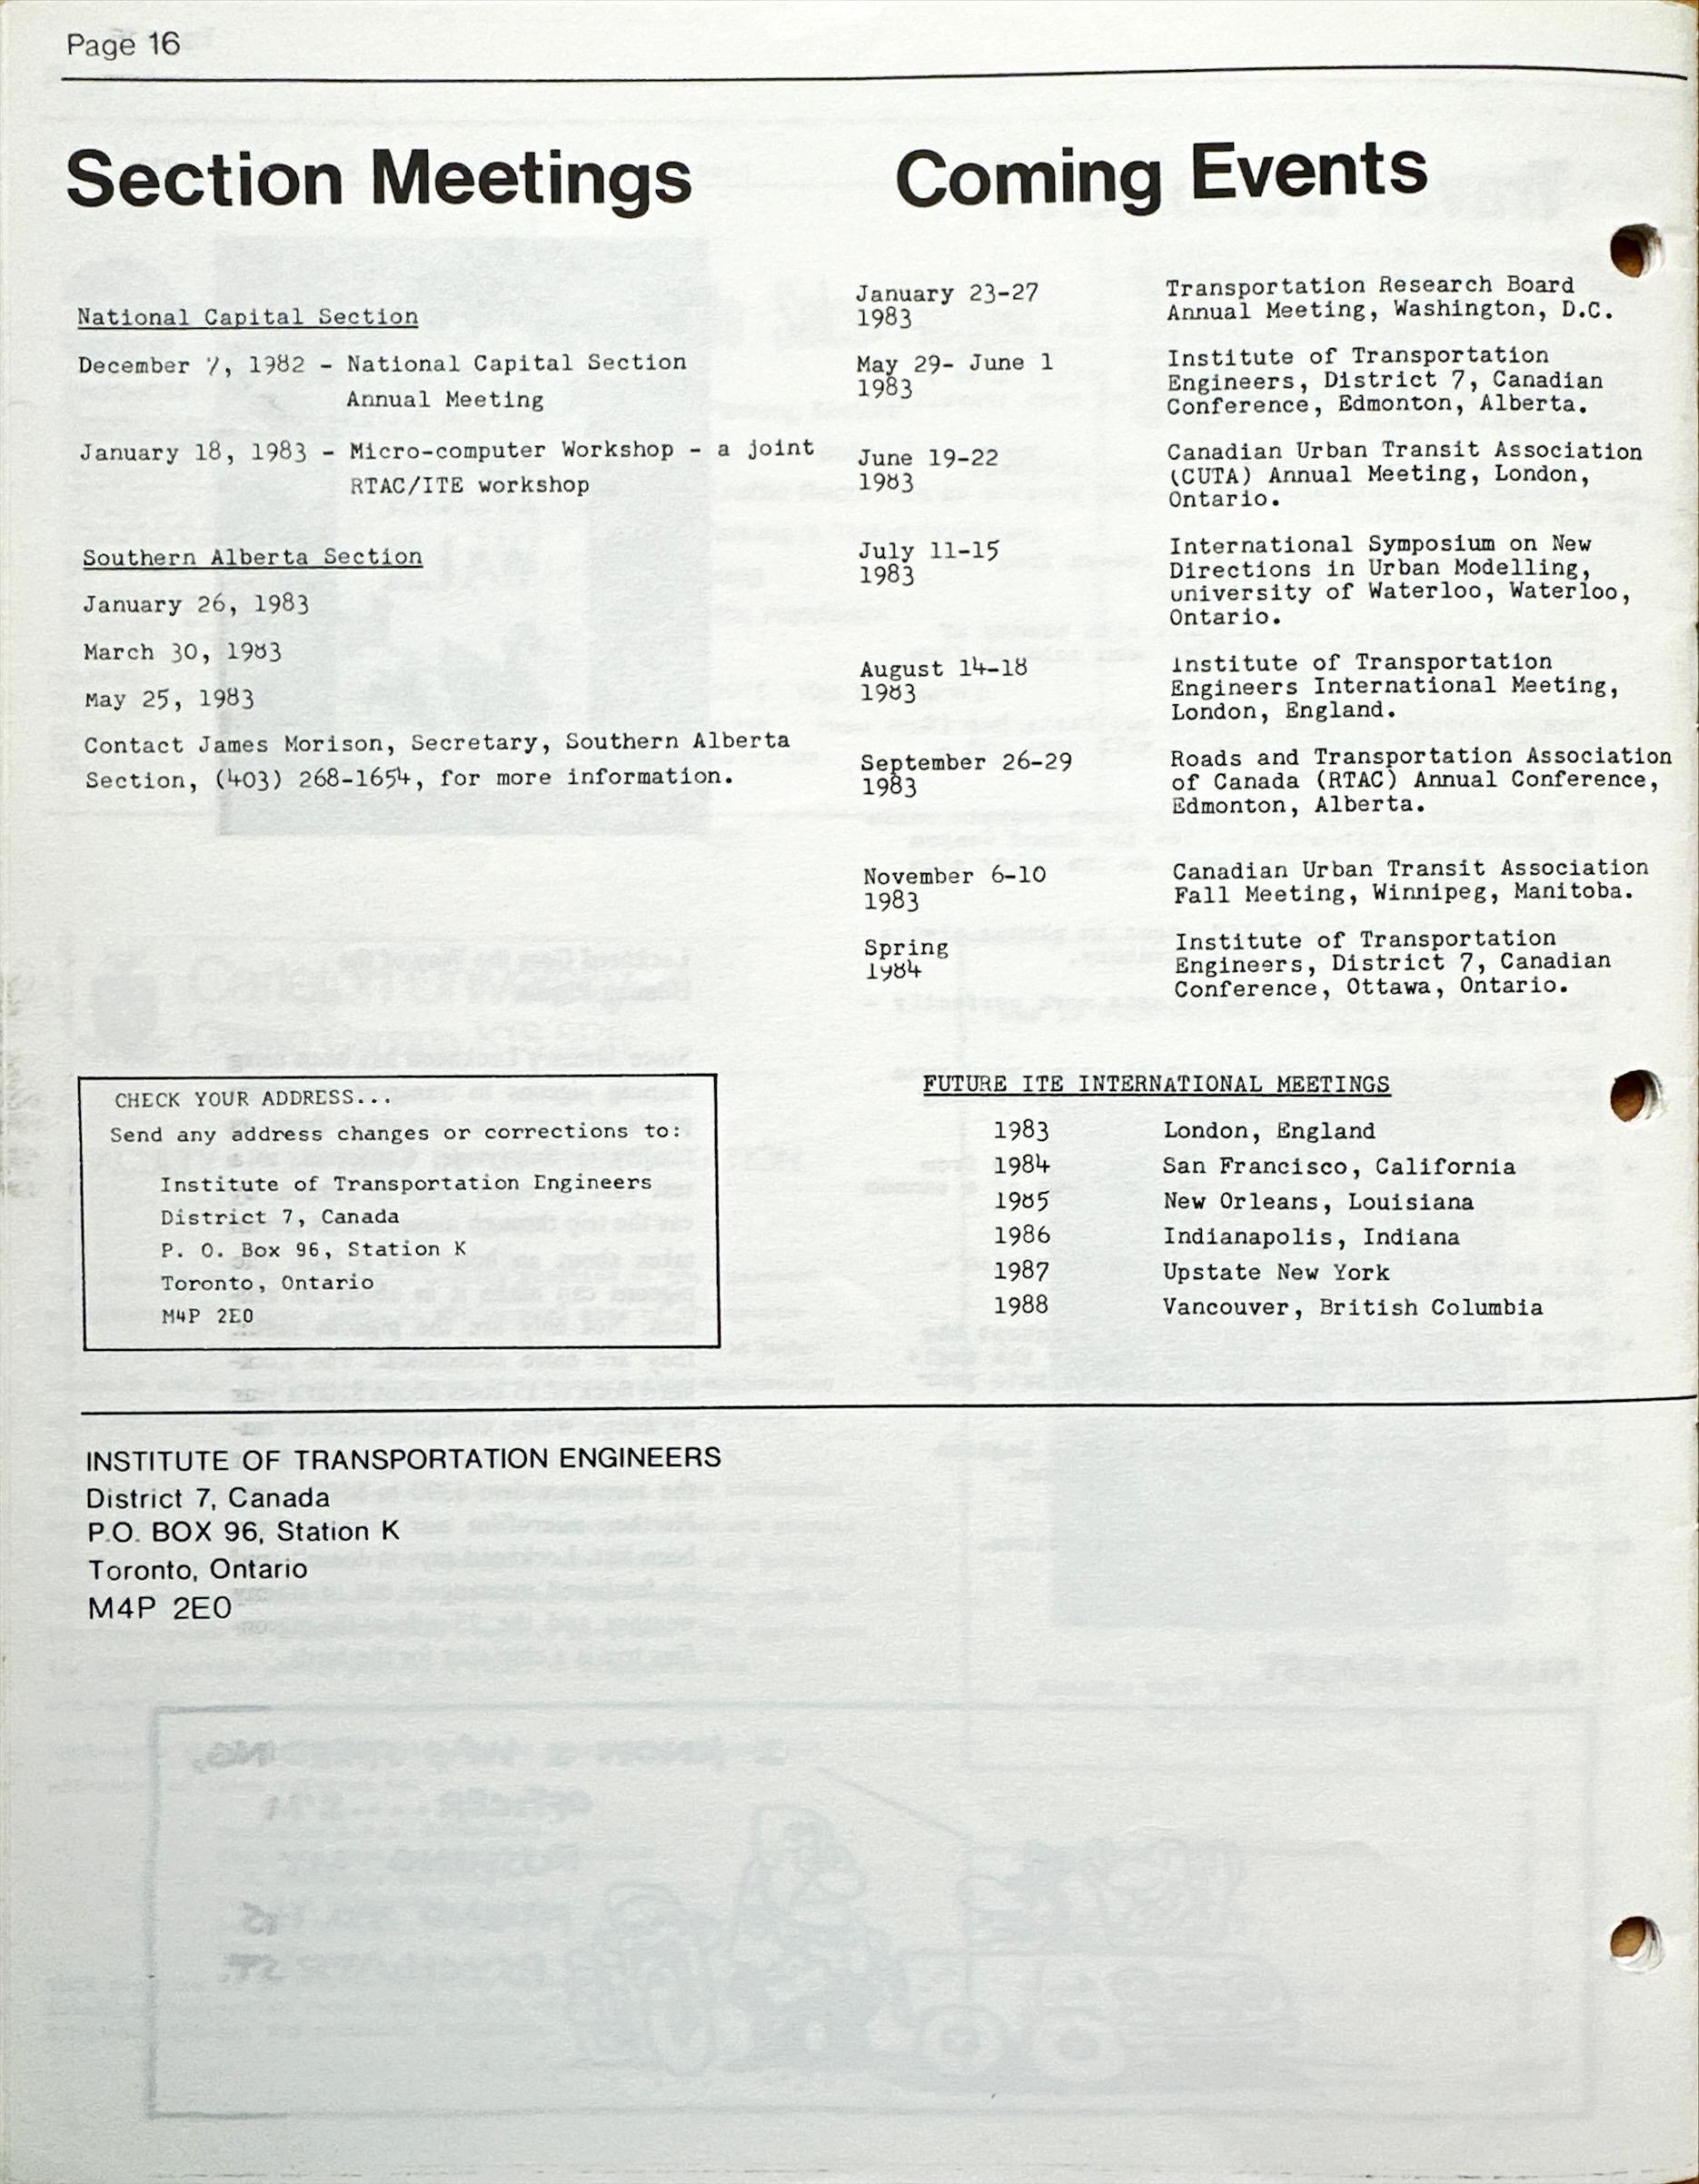 Page 16
Section Meetings
National Capital Section
December 7, 1982 - National Capital Section
Annual Meeting
January 18, 1983 - Micro-computer Workshop - a joint
RTAC/ITE workshop
Southern Alberta Section
January 26, 1983
March 30, 1983
May 25, 1983
Contact James Morison, Secretary, Southern Alberta
Section, (403) 268-1654, for more information.
Coming Events
January 23-27
1983
Transportation Research Board
Annual Meeting, Washington, D.C.
May 29- June 1
1983
Institute of Transportation
Engineers, District 7, Canadian
Conference, Edmonton, Alberta.
June 19-22
1983
Canadian Urban Transit Association
(CUTA) Annual Meeting, London,
Ontario.
July 11-15
1983
International Symposium on New
Directions in Urban Modelling,
university of Waterloo, Waterloo,
Ontario.
August 14-18
1983
Institute of Transportation
Engineers International Meeting,
London, England.
September 26-29
1983
Roads and Transportation Association
of Canada (RTAC) Annual Conference,
Edmonton, Alberta.
November 6-10
1983
Canadian Urban Transit Association
Fall Meeting, Winnipeg, Manitoba.
Spring
1984
Institute of Transportation
Engineers, District 7, Canadian
Conference, Ottawa, Ontario.
CHECK YOUR ADDRESS...
Send any address changes or corrections to:
Institute of Transportation Engineers
District 7, Canada
P. O. Box 96, Station K
Toronto, Ontario
M4P 2E0
FUTURE ITE INTERNATIONAL MEETINGS
1983 London, England
1984 San Francisco, California
1985 New Orleans, Louisiana
1986 Indianapolis, Indiana
1987 Upstate New York
1988 Vancouver, British Columbia
INSTITUTE OF TRANSPORTATION ENGINEERS
District 7, Canada
P.O. BOX 96, Station K
Toronto, Ontario
M4P 2E0